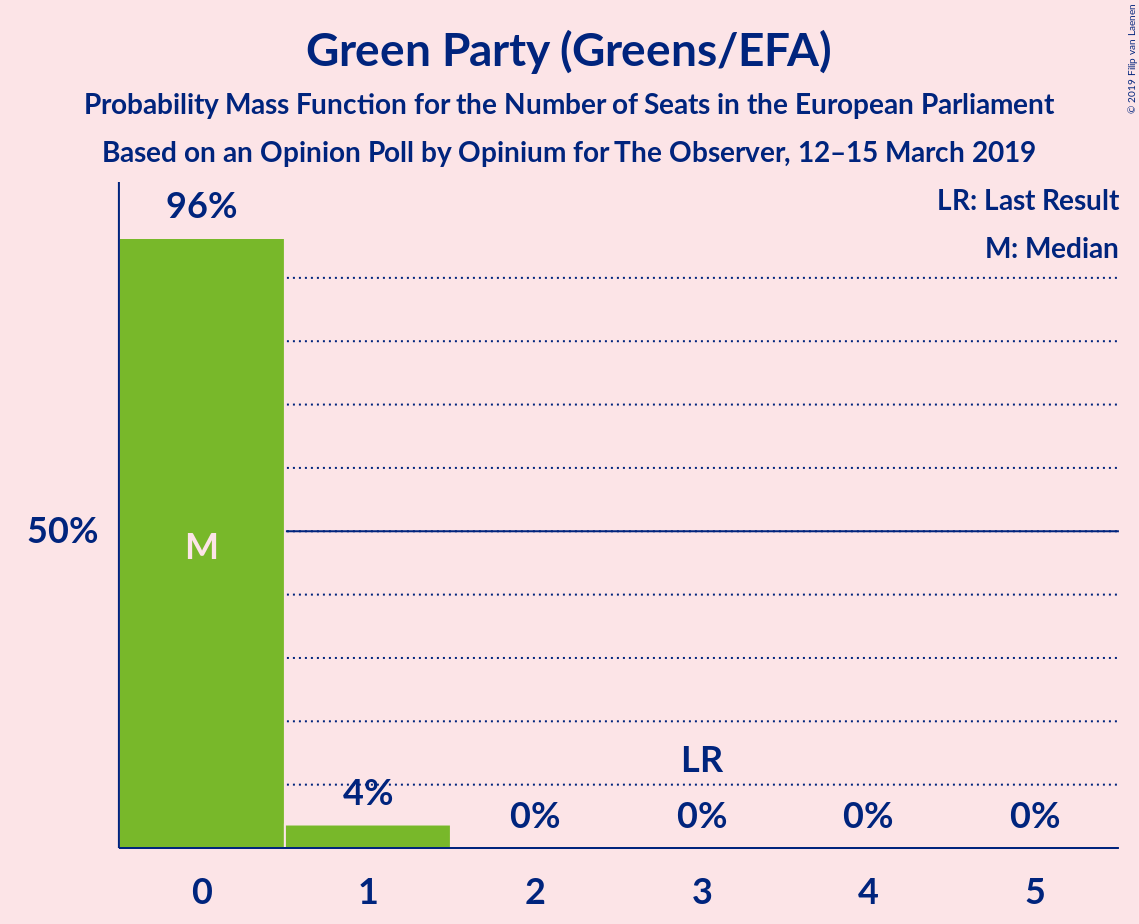 Green Party (Greens/EFA)
Probability Mass Function for the Number of Seats in the European Parliament
Based on an Opinion Poll by Opinium for The Observer, 12–15 March 2019
© 2019 Filip van Laenen
LR: Last Result
M: Median
96%
50%
M
LR
4%
0%
0%
0%
0%
0
1
2
3
4
5